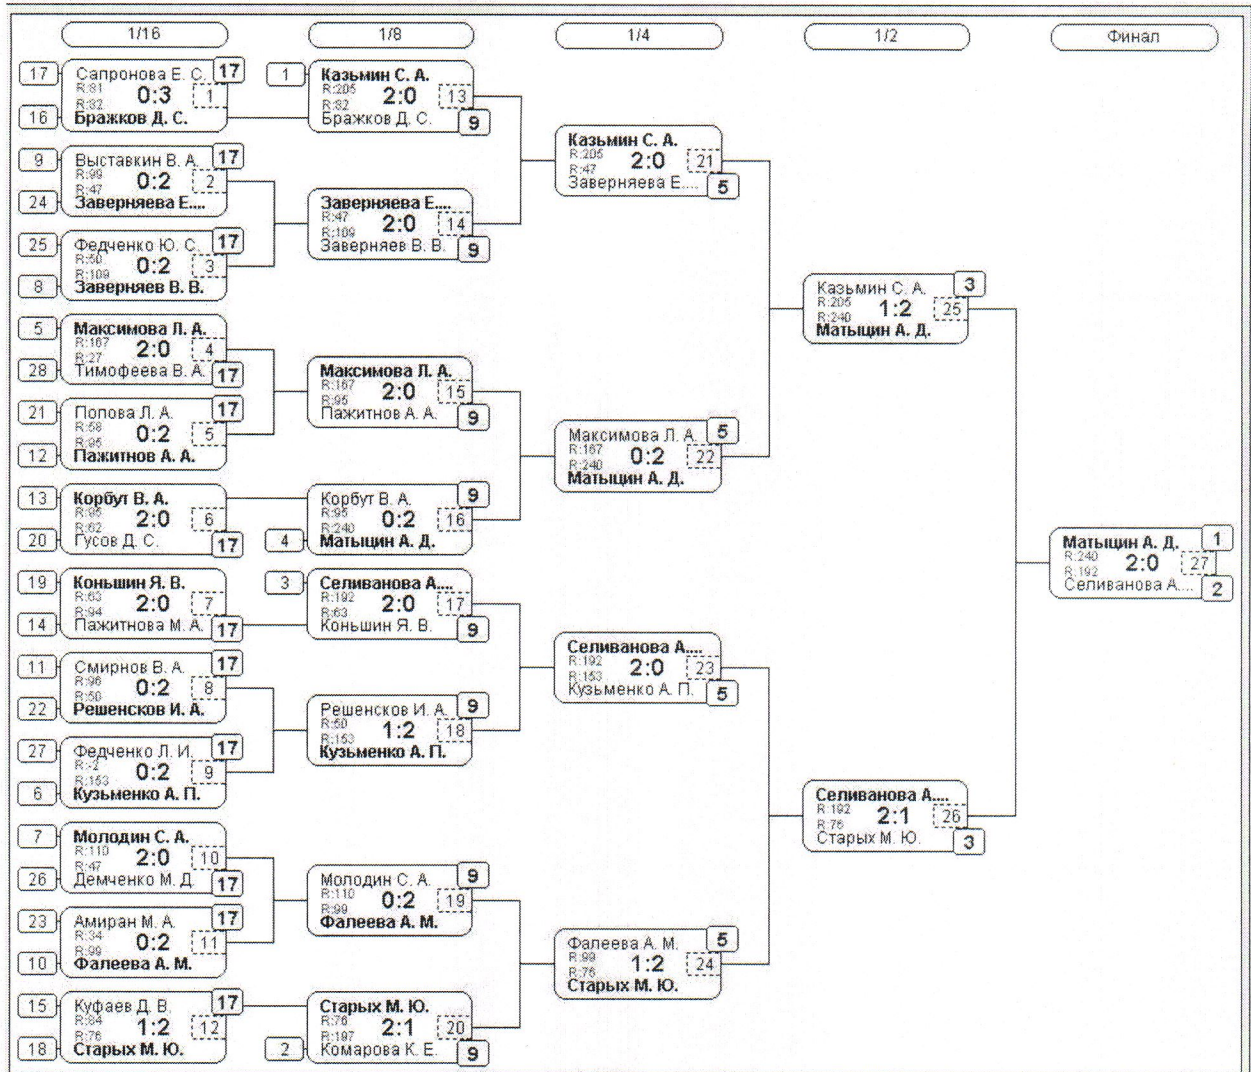 1/16
1/8
1/4
1/2
Финал
17 Сапронова Е. С. 17
R:81 0:3 1
R:32
16 Бражков Д. С.
9 Выставкин В. А. 17
R:99 0:2 2
R:47
24 Заверняева Е....
25 Федченко Ю. С. 17
R:50 0:2 3
R:109
8 Заверняев В. В.
5 Максимова Л. А.
R:167 2:0 4
R:27
28 Тимофеева В. А. 17
21 Попова Л. А. 17
R:58 0:2 5
R:95
12 Пажитнов А. А.
13 Корбут В. А.
R:95 2:0 6
R:62
20 Гусов Д. С. 17
19 Коньшин Я. В.
R:63 2:0 7
R:94
14 Пажитнова М. А. 17
11 Смирнов В. А. 17
R:96 0:2 8
R:50
22 Решенсков И. А.
27 Федченко Л. И. 17
R:-2 0:2 9
R:153
6 Кузьменко А. П.
7 Молодин С. А.
R:110 2:0 10
R:47
26 Демченко М. Д. 17
23 Амиран М. А. 17
R:34 0:2 11
R:99
10 Фалеева А. М.
15 Куфаев Д. В. 17
R:84 1:2 12
R:76
18 Старых М. Ю.
1 Казьмин С. А.
R:205 2:0 13
R:82
Бражков Д. С. 9
Заверняева Е....
R:47 2:0 14
R:109
Заверняев В. В. 9
Максимова Л. А.
R:167 2:0 15
R:95
Пажитнов А. А. 9
Корбут В. А. 9
R:95 0:2 16
R:240
4 Матыцин А. Д.
3 Селиванова А....
R:192 2:0 17
R:63
Коньшин Я. В. 9
Решенсков И. А. 9
R:50 1:2 18
R:153
Кузьменко А. П.
Молодин С. А. 9
R:110 0:2 19
R:99
Фалеева А. М.
Старых М. Ю.
R:76 2:1 20
R:197
2 Комарова К. Е. 9
Казьмин С. А.
R:205 2:0 21
R:47
Заверняева Е.... 5
Максимова Л. А. 5
R:167 0:2 22
R:240
Матыцин А. Д.
Селиванова А....
R:192 2:0 23
R:153
Кузьменко А. П. 5
Фалеева А. М. 5
R:99 1:2 24
R:76
Старых М. Ю.
Казьмин С. А. 3
R:205 1:2 25
R:240
Матыцин А. Д.
Селиванова А....
R:192 2:1 26
R:76
Старых М. Ю. 3
Матыцин А. Д. 1
R:240 2:0 27
R:192
Селиванова А.... 2